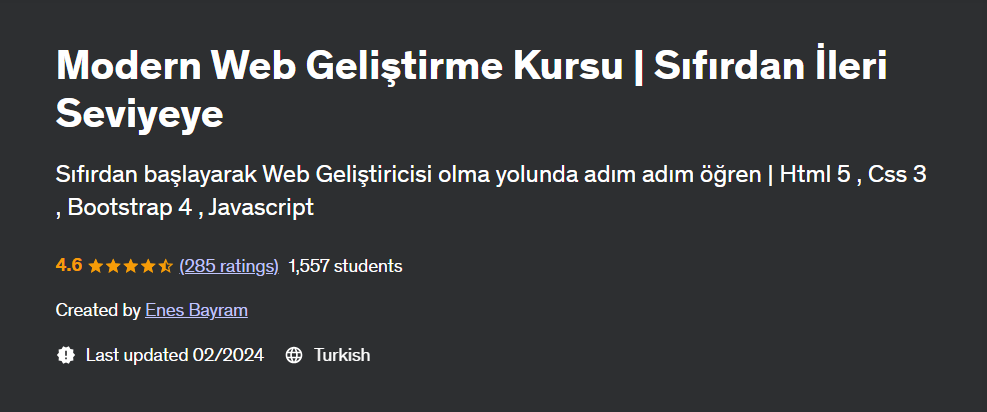 Modern Web Geliştirme Kursu | Sıfırdan İleri
Seviyeye
Sıfırdan başlayarak Web Geliştiricisi olma yolunda adım adım öğren | Html 5 , Css 3
, Bootstrap 4 , Javascript
4.6 (285 ratings) 1,557 students
Created by Enes Bayram
Last updated 02/2024 Turkish